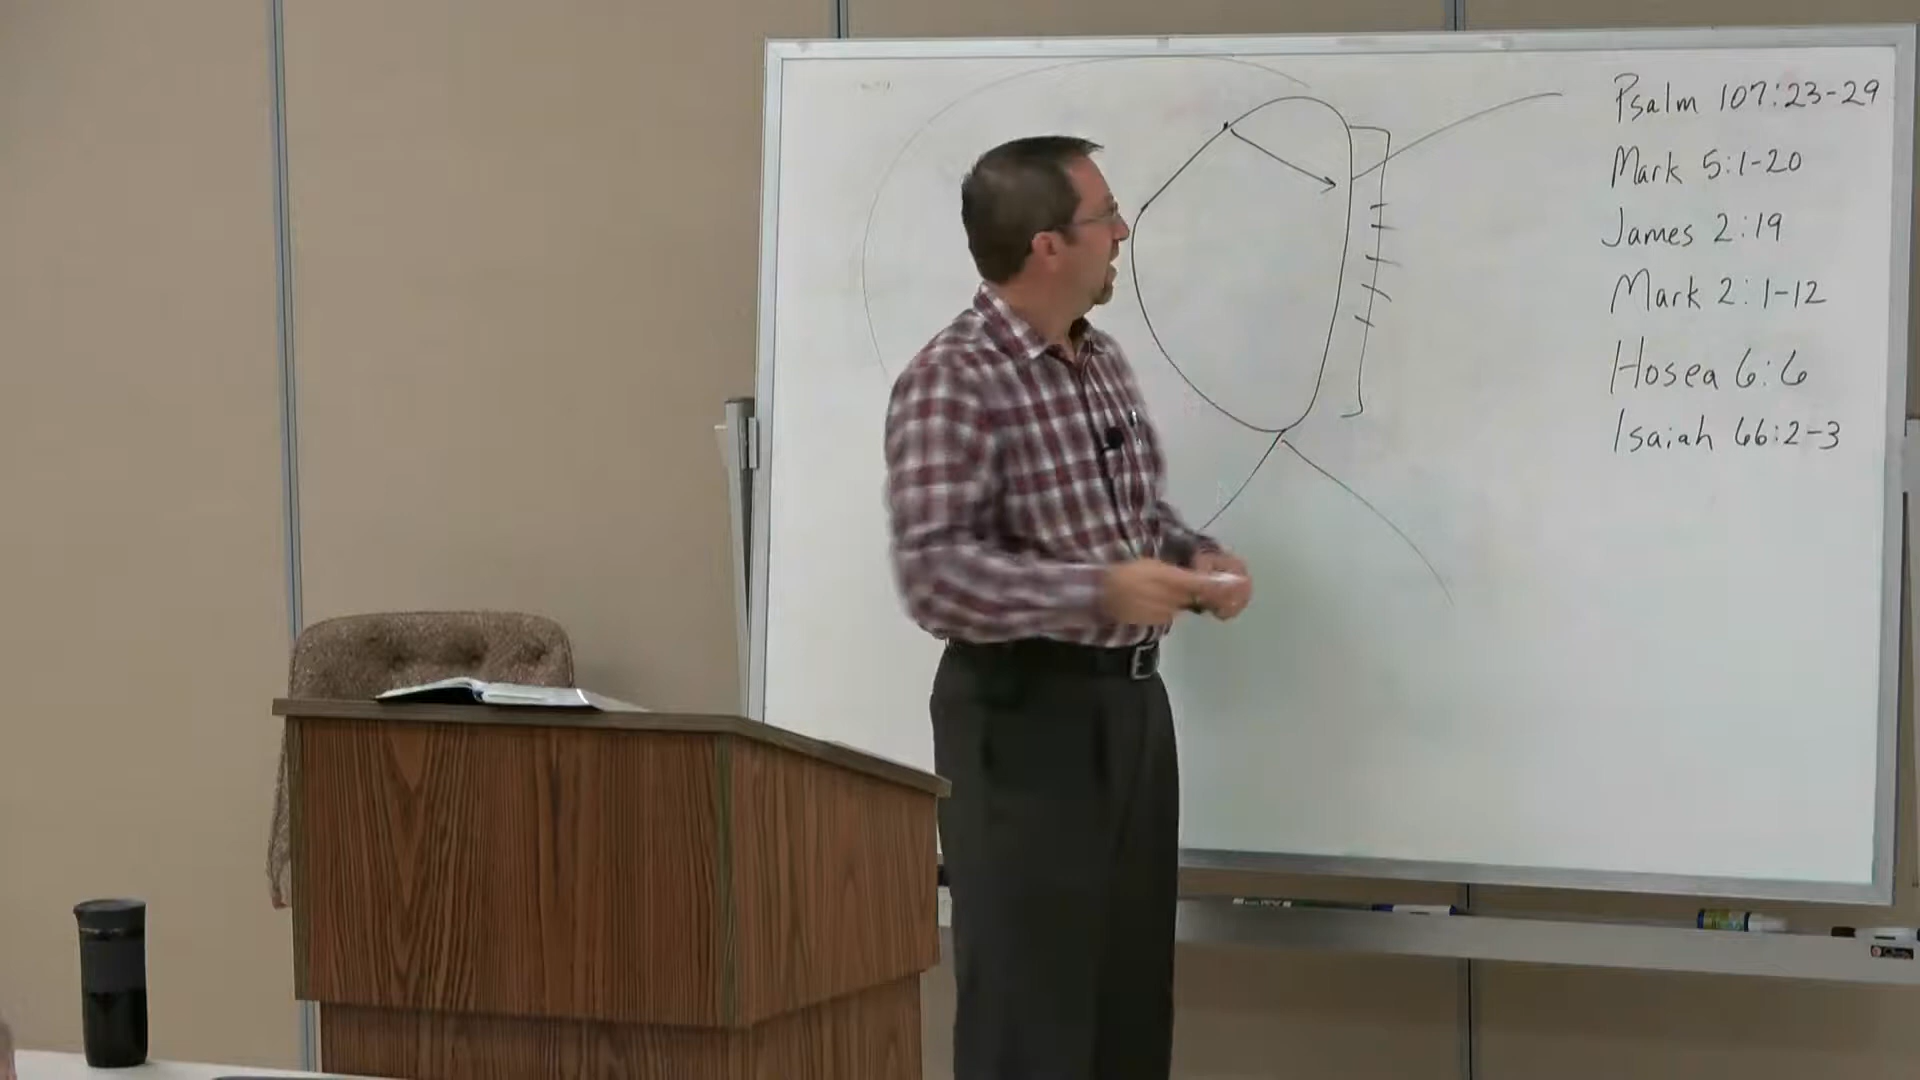 Psalm 107:23-29
Mark 5:1-20
James 2:19
Mark 2:1-12
Hosea 6:6
Isaiah 66:2-3